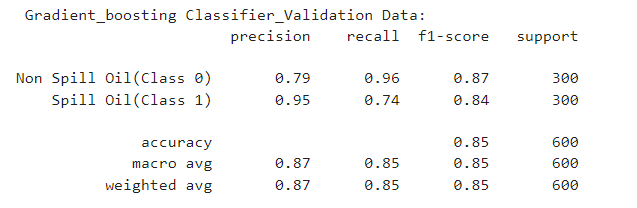 Gradient_boosting Classifier_Validation Data:
precision recall f1-score support
Non Spill Oil(Class 0) 0.79 0.96 0.87 300
Spill Oil(Class 1) 0.95 0.74 0.84 300
accuracy 0.85 600
macro avg 0.87 0.85 0.85 600
weighted avg 0.87 0.85 0.85 600